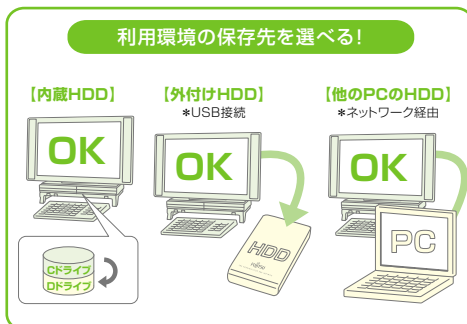 利用環境の保存先を選べる!
【内蔵HDD】
【外付けHDD】
*USB接続
【他のPCのHDD】
*ネットワーク経由
OK
OK
OK
Cドライブ
Dドライブ
HDD
FUJITSU
PC